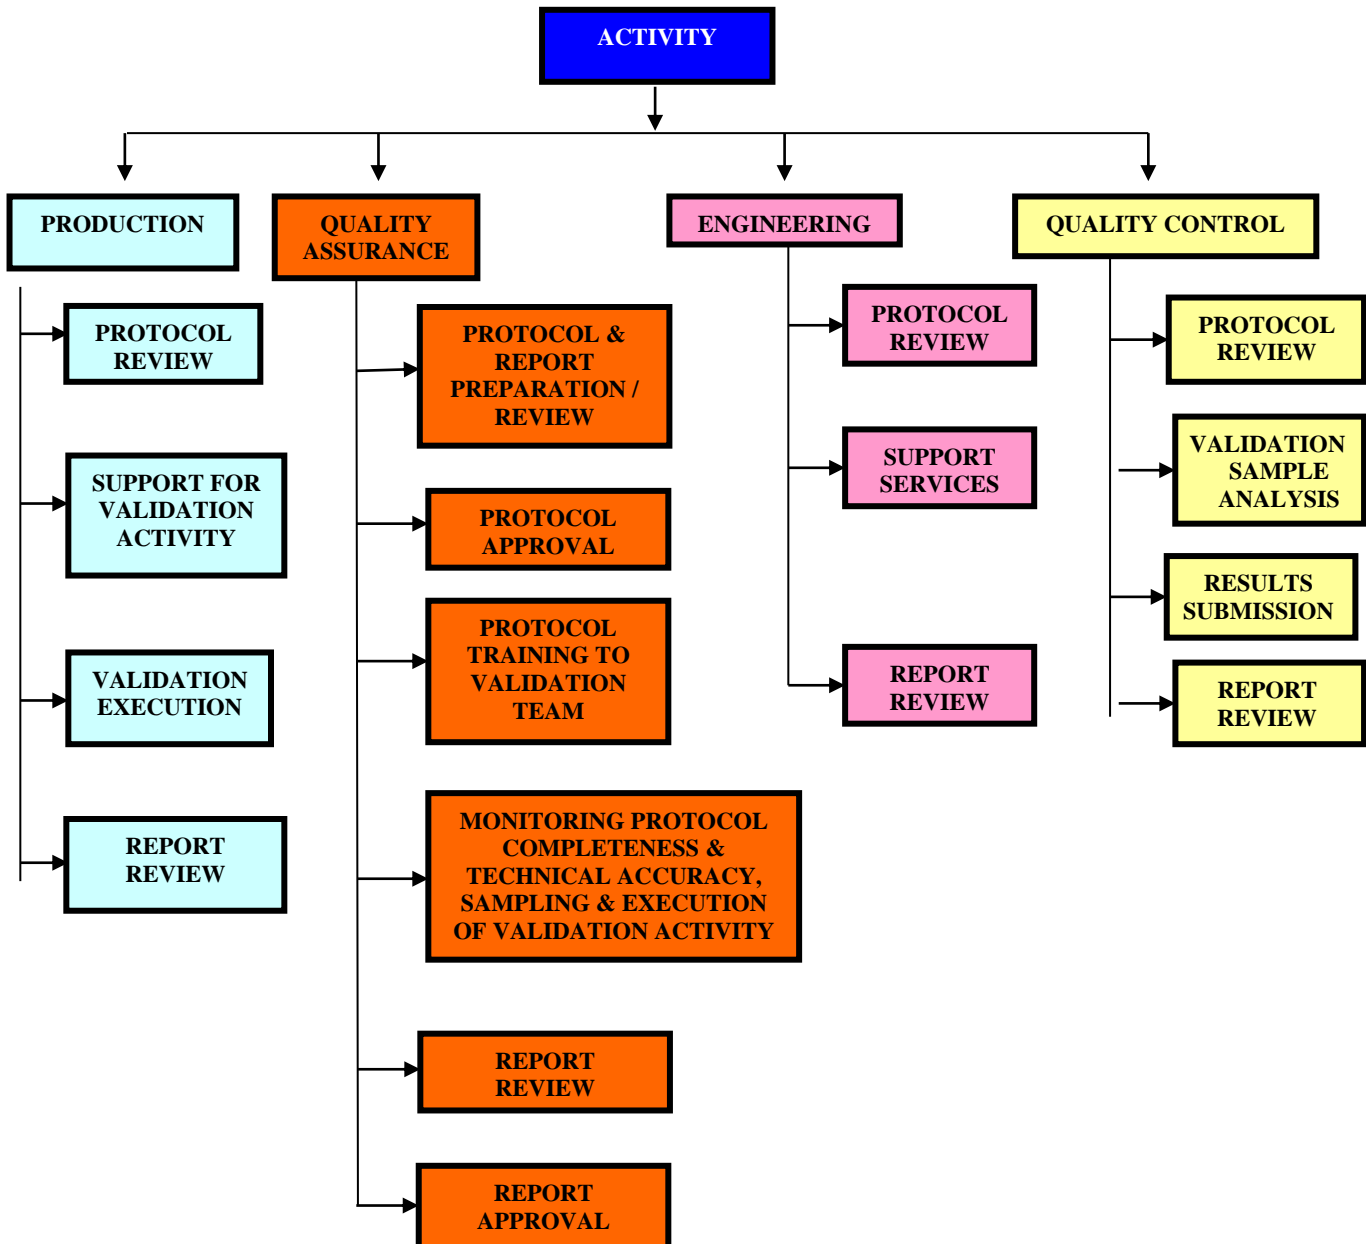 ACTIVITY
PRODUCTION
PROTOCOL
REVIEW
SUPPORT FOR
VALIDATION
ACTIVITY
VALIDATION
EXECUTION
REPORT
REVIEW
QUALITY
ASSURANCE
PROTOCOL &
REPORT
PREPARATION /
REVIEW
PROTOCOL
APPROVAL
PROTOCOL
TRAINING TO
VALIDATION
TEAM
MONITORING PROTOCOL
COMPLETENESS &
TECHNICAL ACCURACY,
SAMPLING & EXECUTION
OF VALIDATION ACTIVITY
REPORT
REVIEW
REPORT
APPROVAL
ENGINEERING
PROTOCOL
REVIEW
SUPPORT
SERVICES
REPORT
REVIEW
QUALITY CONTROL
PROTOCOL
REVIEW
VALIDATION
SAMPLE
ANALYSIS
RESULTS
SUBMISSION
REPORT
REVIEW